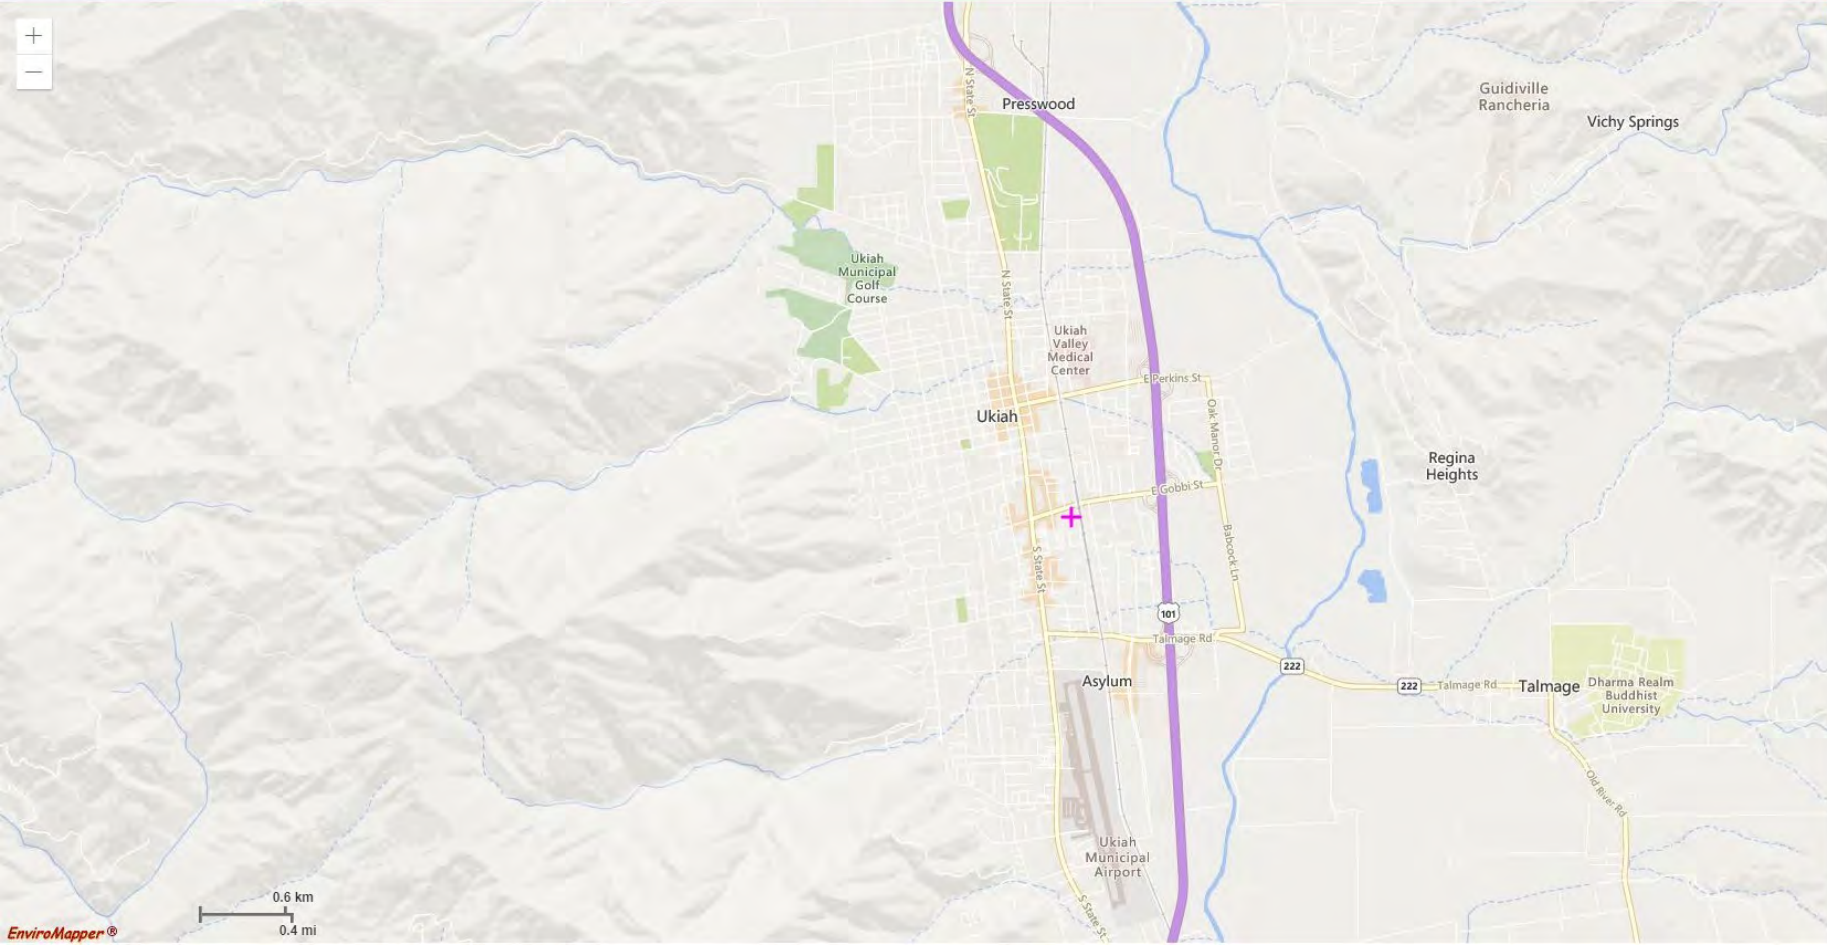 +
−
N State St
Presswood
Guidiville
Rancheria
Vichy Springs
Ukiah
Municipal
Golf
Course
N State St
Ukiah
Valley
Medical
Center
E Perkins St
Oak Manor Dr
Ukiah
Regina
Heights
E Gobbi St
Babcock Ln
S State St
101
Talmage Rd
222
Asylum
222
Talmage Rd
Talmage
Dharma Realm
Buddhist
University
Old River Rd
Ukiah
Municipal
Airport
S State St
0.6 km
0.4 mi
EnviroMapper ®